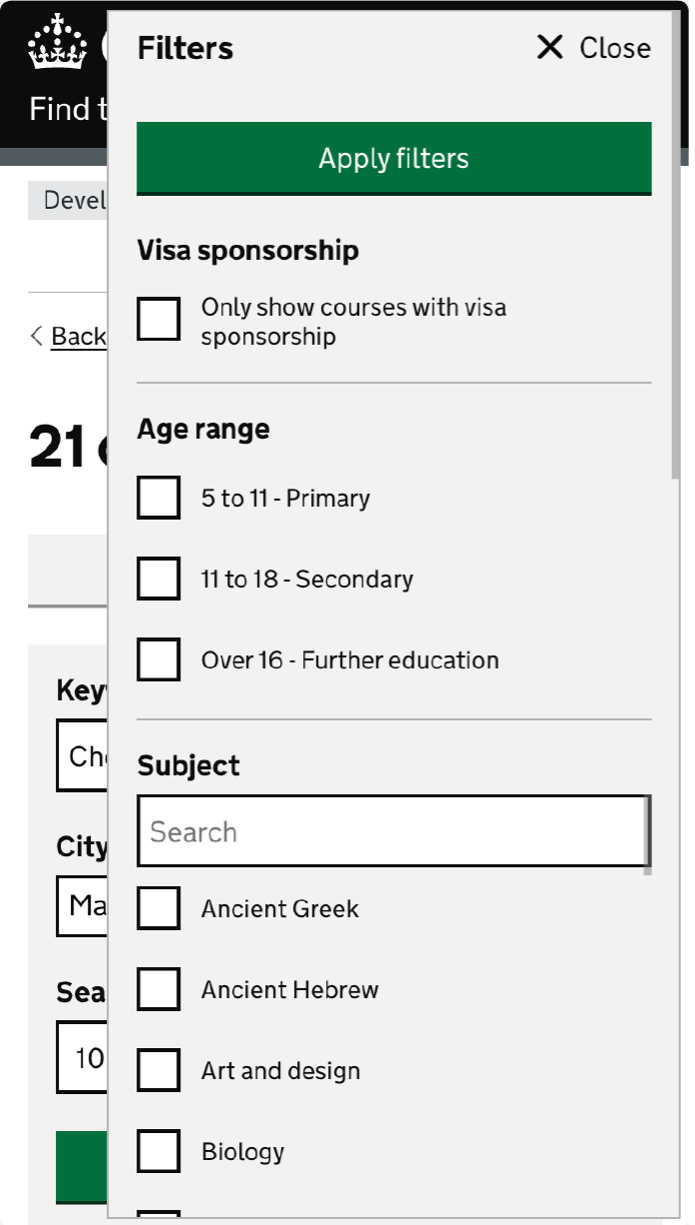 Filters
Close
Find t
Apply filters
Devel
Visa sponsorship
Only show courses with visa
sponsorship
Back
Age range
21
5 to 11 - Primary
11 to 18 - Secondary
Over 16 - Further education
Key
Subject
Ch
Search
City
Ancient Greek
Ma
Ancient Hebrew
Sea
10
Art and design
Biology